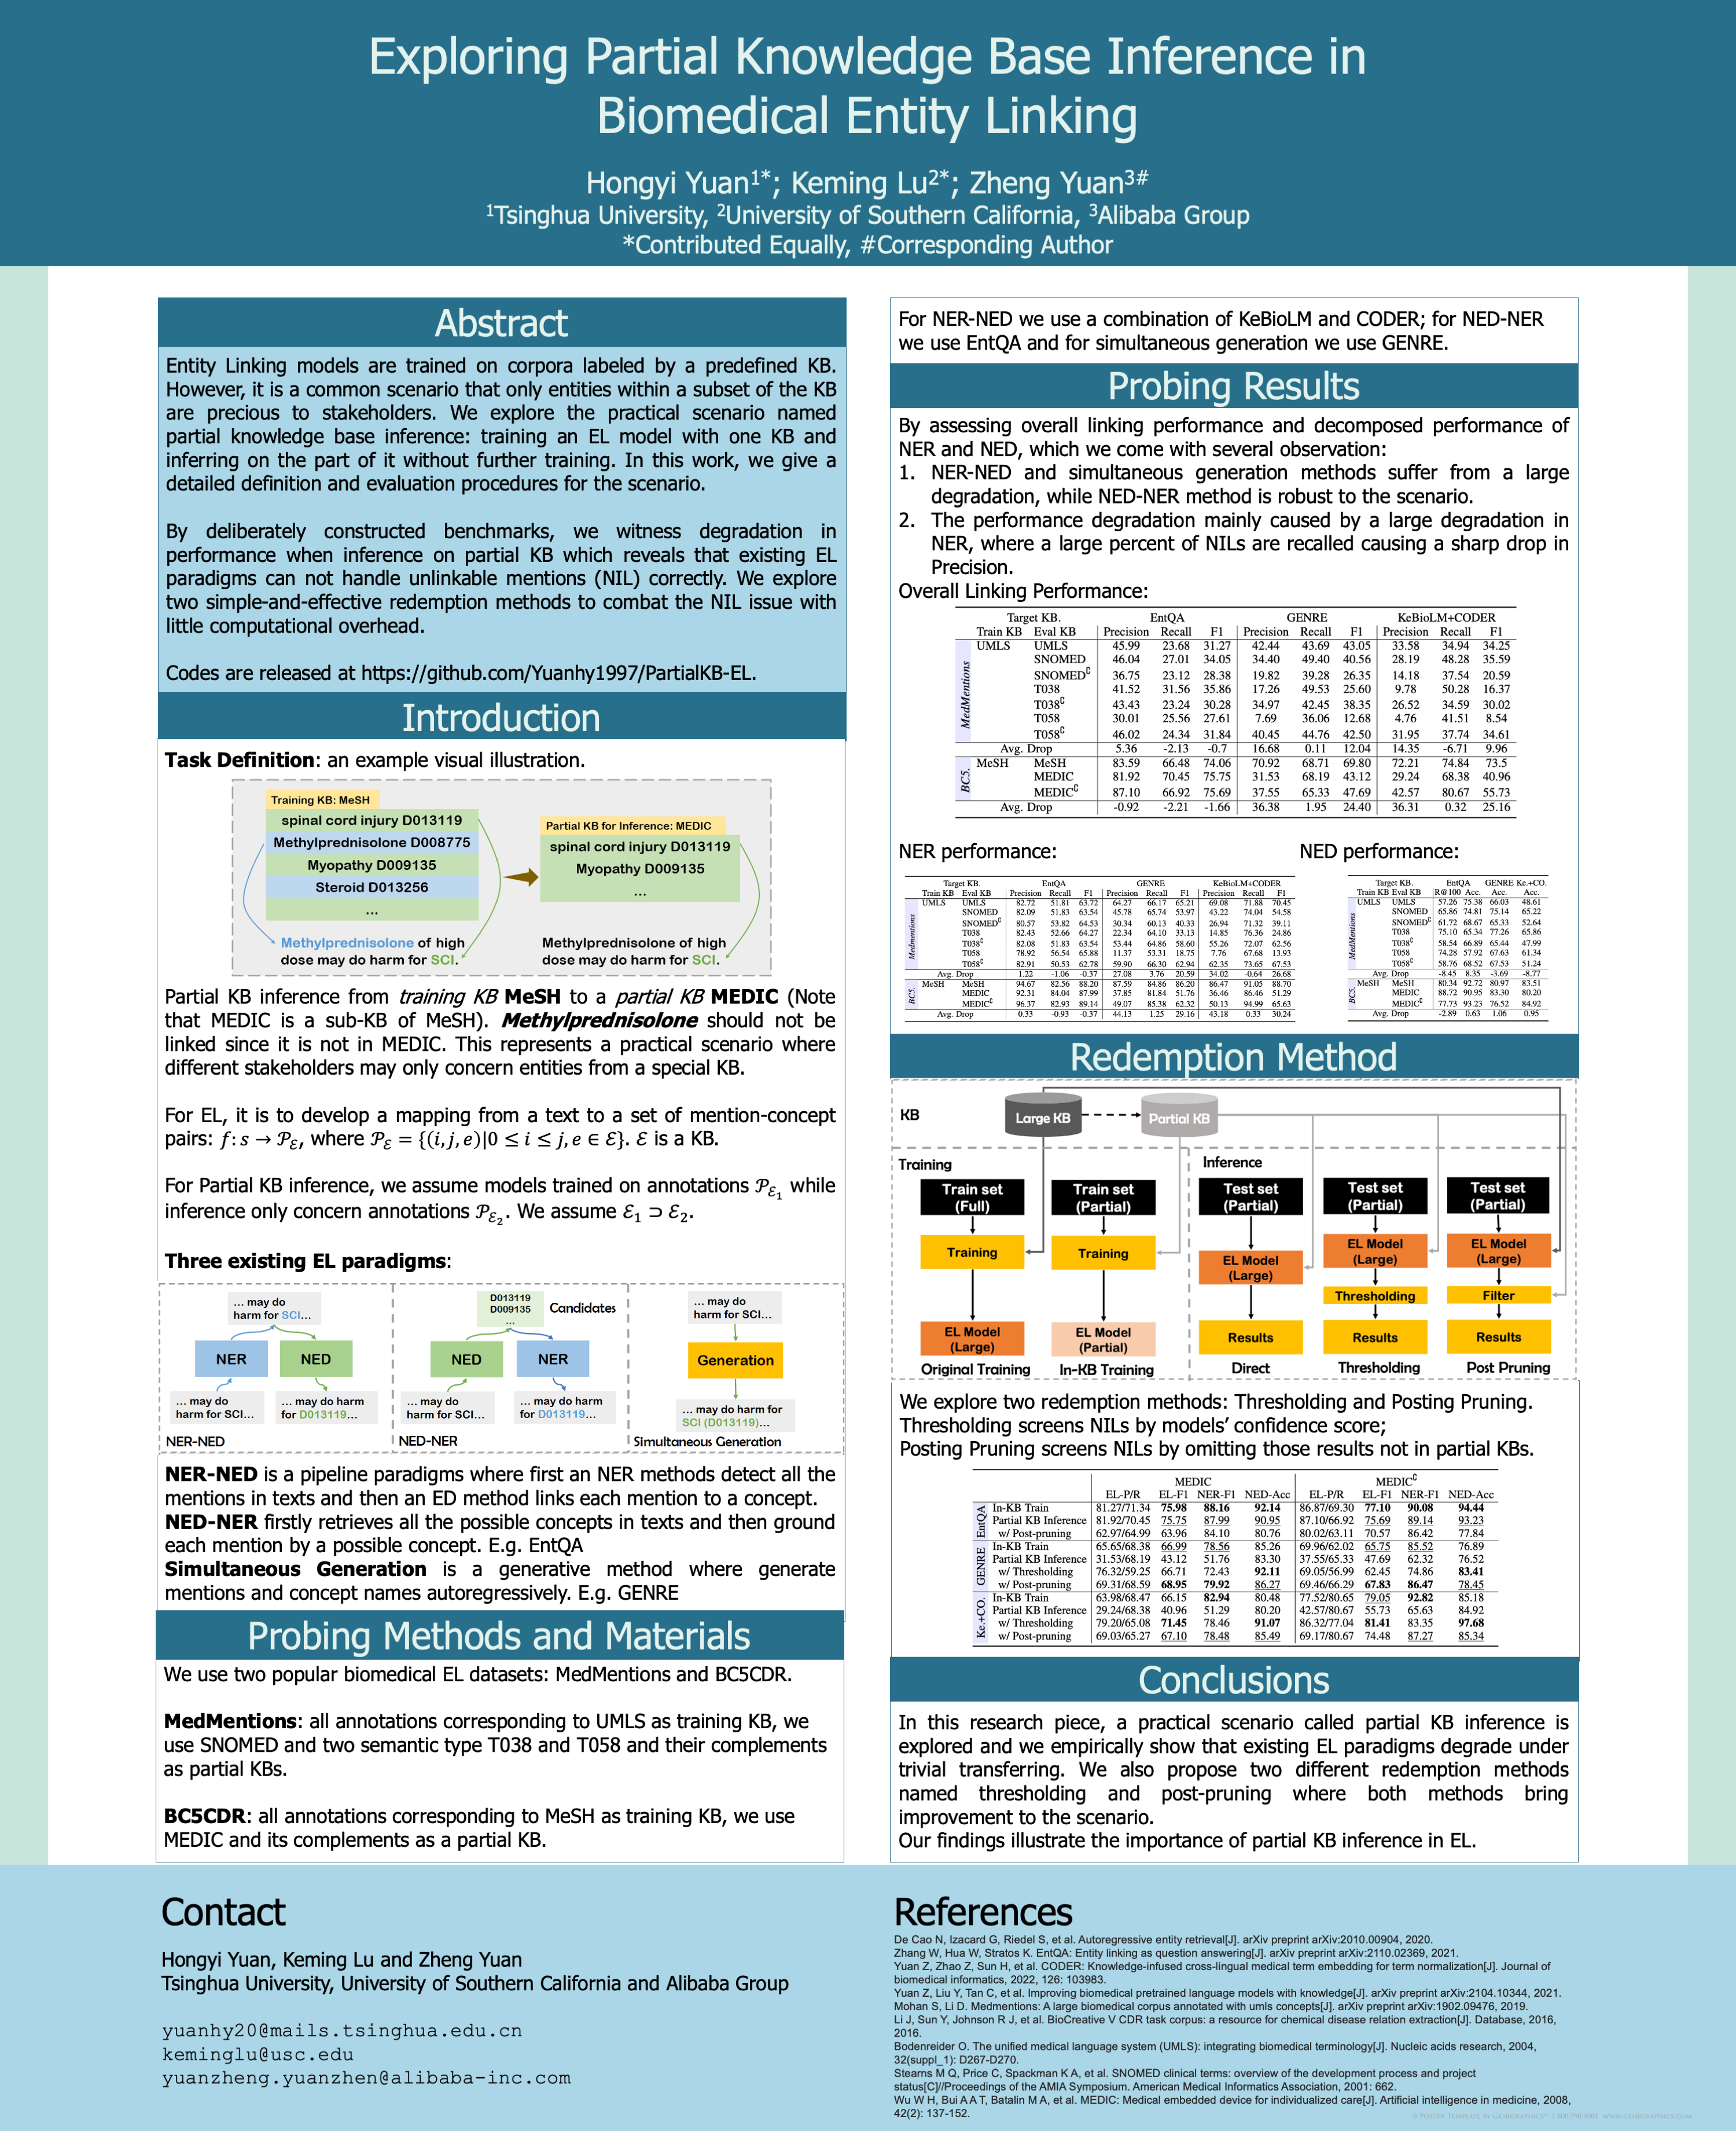 Exploring Partial Knowledge Base Inference in
Biomedical Entity Linking
Hongyi Yuan1*; Keming Lu2*; Zheng Yuan3#
1Tsinghua University, 2University of Southern California, 3Alibaba Group
*Contributed Equally, #Corresponding Author
Abstract
Entity Linking models are trained on corpora labeled by a predefined KB.
However, it is a common scenario that only entities within a subset of the KB
are precious to stakeholders. We explore the practical scenario named
partial knowledge base inference: training an EL model with one KB and
inferring on the part of it without further training. In this work, we give a
detailed definition and evaluation procedures for the scenario.
By deliberately constructed benchmarks, we witness degradation in
performance when inference on partial KB which reveals that existing EL
paradigms can not handle unlinkable mentions (NIL) correctly. We explore
two simple-and-effective redemption methods to combat the NIL issue with
little computational overhead.
Codes are released at https://github.com/Yuanhy1997/PartialKB-EL.
Introduction
Task Definition: an example visual illustration.
Training KB: MeSH
spinal cord injury D013119
Methylprednisolone D008775
Myopathy D009135
Steroid D013256
...
Methylprednisolone of high
dose may do harm for SCI.
Partial KB for Inference: MEDIC
spinal cord injury D013119
Myopathy D009135
...
Methylprednisolone of high
dose may do harm for SCI.
Partial KB inference from training KB MeSH to a partial KB MEDIC (Note
that MEDIC is a sub-KB of MeSH). Methylprednisolone should not be
linked since it is not in MEDIC. This represents a practical scenario where
different stakeholders may only concern entities from a special KB.
For EL, it is to develop a mapping from a text to a set of mention-concept
pairs: f: s → 𝒫ℰ, where 𝒫ℰ = {(i, j, e)|0 ≤ i ≤ j, e ∈ ℰ}. ℰ is a KB.
For Partial KB inference, we assume models trained on annotations 𝒫ℰ1 while
inference only concern annotations 𝒫ℰ2. We assume ℰ1 ⊃ ℰ2.
Three existing EL paradigms:
... may do
harm for SCI...
NER NED
... may do
harm for SCI...
... may do harm
for D013119...
NER-NED
D013119
D009135
...
Candidates
NED NER
... may do
harm for SCI...
... may do harm
for D013119...
NED-NER
... may do
harm for SCI...
Generation
... may do harm for
SCI (D013119)...
Simultaneous Generation
NER-NED is a pipeline paradigms where first an NER methods detect all the
mentions in texts and then an ED method links each mention to a concept.
NED-NER firstly retrieves all the possible concepts in texts and then ground
each mention by a possible concept. E.g. EntQA
Simultaneous Generation is a generative method where generate
mentions and concept names autoregressively. E.g. GENRE
Probing Methods and Materials
We use two popular biomedical EL datasets: MedMentions and BC5CDR.
MedMentions: all annotations corresponding to UMLS as training KB, we
use SNOMED and two semantic type T038 and T058 and their complements
as partial KBs.
BC5CDR: all annotations corresponding to MeSH as training KB, we use
MEDIC and its complements as a partial KB.
For NER-NED we use a combination of KeBioLM and CODER; for NED-NER
we use EntQA and for simultaneous generation we use GENRE.
Probing Results
By assessing overall linking performance and decomposed performance of
NER and NED, which we come with several observation:
1. NER-NED and simultaneous generation methods suffer from a large
degradation, while NED-NER method is robust to the scenario.
2. The performance degradation mainly caused by a large degradation in
NER, where a large percent of NILs are recalled causing a sharp drop in
Precision.
Overall Linking Performance:
Target KB. EntQA GENRE KeBioLM+CODER
Train KB Eval KB Precision Recall F1 Precision Recall F1 Precision Recall F1
MedMentions
UMLS UMLS 45.99 23.68 31.27 42.44 43.69 43.05 33.58 34.94 34.25
SNOMED 46.04 27.01 34.05 34.40 49.40 40.56 28.19 48.28 35.59
SNOMED∁ 36.75 23.12 28.38 19.82 39.28 26.35 14.18 37.54 20.59
T038 41.52 31.56 35.86 17.26 49.53 25.60 9.78 50.28 16.37
T038∁ 43.43 23.24 30.28 34.97 42.45 38.35 26.52 34.59 30.02
T058 30.01 25.56 27.61 7.69 36.06 12.68 4.76 41.51 8.54
T058∁ 46.02 24.34 31.84 40.45 44.76 42.50 31.95 37.74 34.61
Avg. Drop 5.36 -2.13 -0.7 16.68 0.11 12.04 14.35 -6.71 9.96
BC5.
MeSH MeSH 83.59 66.48 74.06 70.92 68.71 69.80 72.21 74.84 73.5
MEDIC 81.92 70.45 75.75 31.53 68.19 43.12 29.24 68.38 40.96
MEDIC∁ 87.10 66.92 75.69 37.55 65.33 47.69 42.57 80.67 55.73
Avg. Drop -0.92 -2.21 -1.66 36.38 1.95 24.40 36.31 0.32 25.16
NER performance:
Target KB. EntQA GENRE KeBioLM+CODER
Train KB Eval KB Precision Recall F1 Precision Recall F1 Precision Recall F1
Medmentions
UMLS UMLS 82.72 51.81 63.72 64.27 66.17 65.21 69.08 71.88 70.45
SNOMED 82.09 51.83 63.54 45.78 65.74 53.97 43.22 74.04 54.58
SNOMED∁ 80.57 53.82 64.53 30.34 60.13 40.33 26.94 71.32 39.11
T038 82.43 52.66 64.27 22.34 64.10 33.13 14.85 76.36 24.86
T038∁ 82.08 51.83 63.54 53.44 64.86 58.60 55.26 72.07 62.56
T058 78.92 56.54 65.88 11.37 53.31 18.75 7.76 67.68 13.93
T058∁ 82.91 50.53 62.78 59.90 66.30 62.94 62.35 73.65 67.53
Avg. Drop 1.22 -1.06 -0.37 27.08 3.76 20.59 34.02 -0.64 26.68
BC5.
MeSH MeSH 94.67 82.56 88.20 87.59 84.86 86.20 86.47 91.05 88.70
MEDIC 92.31 84.04 87.99 37.85 81.84 51.76 36.46 86.46 51.29
MEDIC∁ 96.37 82.93 89.14 49.07 85.38 62.32 50.13 94.99 65.63
Avg. Drop 0.33 -0.93 -0.37 44.13 1.25 29.16 43.18 0.33 30.24
NED performance:
Target KB. EntQA GENRE Ke.+CO.
Train KB Eval KB R@100 Acc. Acc. Acc.
MedMentions
UMLS UMLS 57.26 75.38 66.03 48.61
SNOMED 65.86 74.81 75.14 65.22
SNOMED∁ 61.72 68.67 65.33 52.64
T038 75.10 65.34 77.26 65.86
T038∁ 58.54 66.89 65.44 47.99
T058 74.28 57.92 67.63 61.34
T058∁ 58.76 68.52 67.53 51.24
Avg. Drop -8.45 8.35 -3.69 -8.77
BC5.
MeSH MeSH 80.34 92.72 80.97 83.51
MEDIC 88.72 90.95 83.30 80.20
MEDIC∁ 77.73 93.23 76.52 84.92
Avg. Drop -2.89 0.63 1.06 0.95
Redemption Method
KB
Large KB
Partial KB
Training
Train set
(Full)
Training
EL Model
(Large)
Original Training
Train set
(Partial)
Training
EL Model
(Partial)
In-KB Training
Inference
Test set
(Partial)
EL Model
(Large)
Results
Direct
Test set
(Partial)
EL Model
(Large)
Thresholding
Results
Thresholding
Test set
(Partial)
EL Model
(Large)
Filter
Results
Post Pruning
We explore two redemption methods: Thresholding and Posting Pruning.
Thresholding screens NILs by models’ confidence score;
Posting Pruning screens NILs by omitting those results not in partial KBs.
MEDIC MEDIC∁
EL-P/R EL-F1 NER-F1 NED-Acc EL-P/R EL-F1 NER-F1 NED-Acc
EntQA
In-KB Train 81.27/71.34 75.98 88.16 92.14 86.87/69.30 77.10 90.08 94.44
Partial KB Inference 81.92/70.45 75.75 87.99 90.95 87.10/66.92 75.69 89.14 93.23
w/ Post-pruning 62.97/64.99 63.96 84.10 80.76 80.02/63.11 70.57 86.42 77.84
GENRE
In-KB Train 65.65/68.38 66.99 78.56 85.26 69.96/62.02 65.75 85.52 76.89
Partial KB Inference 31.53/68.19 43.12 51.76 83.30 37.55/65.33 47.69 62.32 76.52
w/ Thresholding 76.32/59.25 66.71 72.43 92.11 69.05/56.99 62.45 74.86 83.41
w/ Post-pruning 69.31/68.59 68.95 79.92 86.27 69.46/66.29 67.83 86.47 78.45
Ke.+CO.
In-KB Train 63.98/68.47 66.15 82.94 80.48 77.52/80.65 79.05 92.82 85.18
Partial KB Inference 29.24/68.38 40.96 51.29 80.20 42.57/80.67 55.73 65.63 84.92
w/ Thresholding 79.20/65.08 71.45 78.46 91.07 86.32/77.04 81.41 83.35 97.68
w/ Post-pruning 69.03/65.27 67.10 78.48 85.49 69.17/80.67 74.48 87.27 85.34
Conclusions
In this research piece, a practical scenario called partial KB inference is
explored and we empirically show that existing EL paradigms degrade under
trivial transferring. We also propose two different redemption methods
named thresholding and post-pruning where both methods bring
improvement to the scenario.
Our findings illustrate the importance of partial KB inference in EL.
Contact
Hongyi Yuan, Keming Lu and Zheng Yuan
Tsinghua University, University of Southern California and Alibaba Group
yuanhy20@mails.tsinghua.edu.cn
keminglu@usc.edu
yuanzheng.yuanzhen@alibaba-inc.com
References
De Cao N, Izacard G, Riedel S, et al. Autoregressive entity retrieval[J]. arXiv preprint arXiv:2010.00904, 2020.
Zhang W, Hua W, Stratos K. EntQA: Entity linking as question answering[J]. arXiv preprint arXiv:2110.02369, 2021.
Yuan Z, Zhao Z, Sun H, et al. CODER: Knowledge-infused cross-lingual medical term embedding for term normalization[J]. Journal of
biomedical informatics, 2022, 126: 103983.
Yuan Z, Liu Y, Tan C, et al. Improving biomedical pretrained language models with knowledge[J]. arXiv preprint arXiv:2104.10344, 2021.
Mohan S, Li D. Medmentions: A large biomedical corpus annotated with umls concepts[J]. arXiv preprint arXiv:1902.09476, 2019.
Li J, Sun Y, Johnson R J, et al. BioCreative V CDR task corpus: a resource for chemical disease relation extraction[J]. Database, 2016,
2016.
Bodenreider O. The unified medical language system (UMLS): integrating biomedical terminology[J]. Nucleic acids research, 2004,
32(suppl_1): D267-D270.
Stearns M Q, Price C, Spackman K A, et al. SNOMED clinical terms: overview of the development process and project
status[C]//Proceedings of the AMIA Symposium. American Medical Informatics Association, 2001: 662.
Wu W H, Bui A A T, Batalin M A, et al. MEDIC: Medical embedded device for individualized care[J]. Artificial intelligence in medicine, 2008,
42(2): 137-152.
© Poster Template by Genigraphics® 1.800.790.4001 www.genigraphics.com